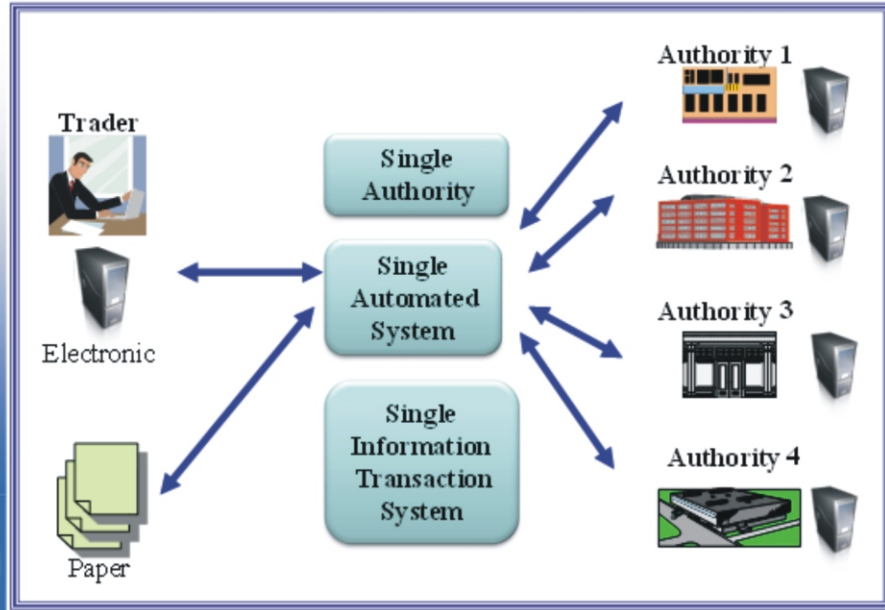 Trader
Electronic
Paper
Single
Authority
Single
Automated
System
Single
Information
Transaction
System
Authority 1
Authority 2
Authority 3
Authority 4